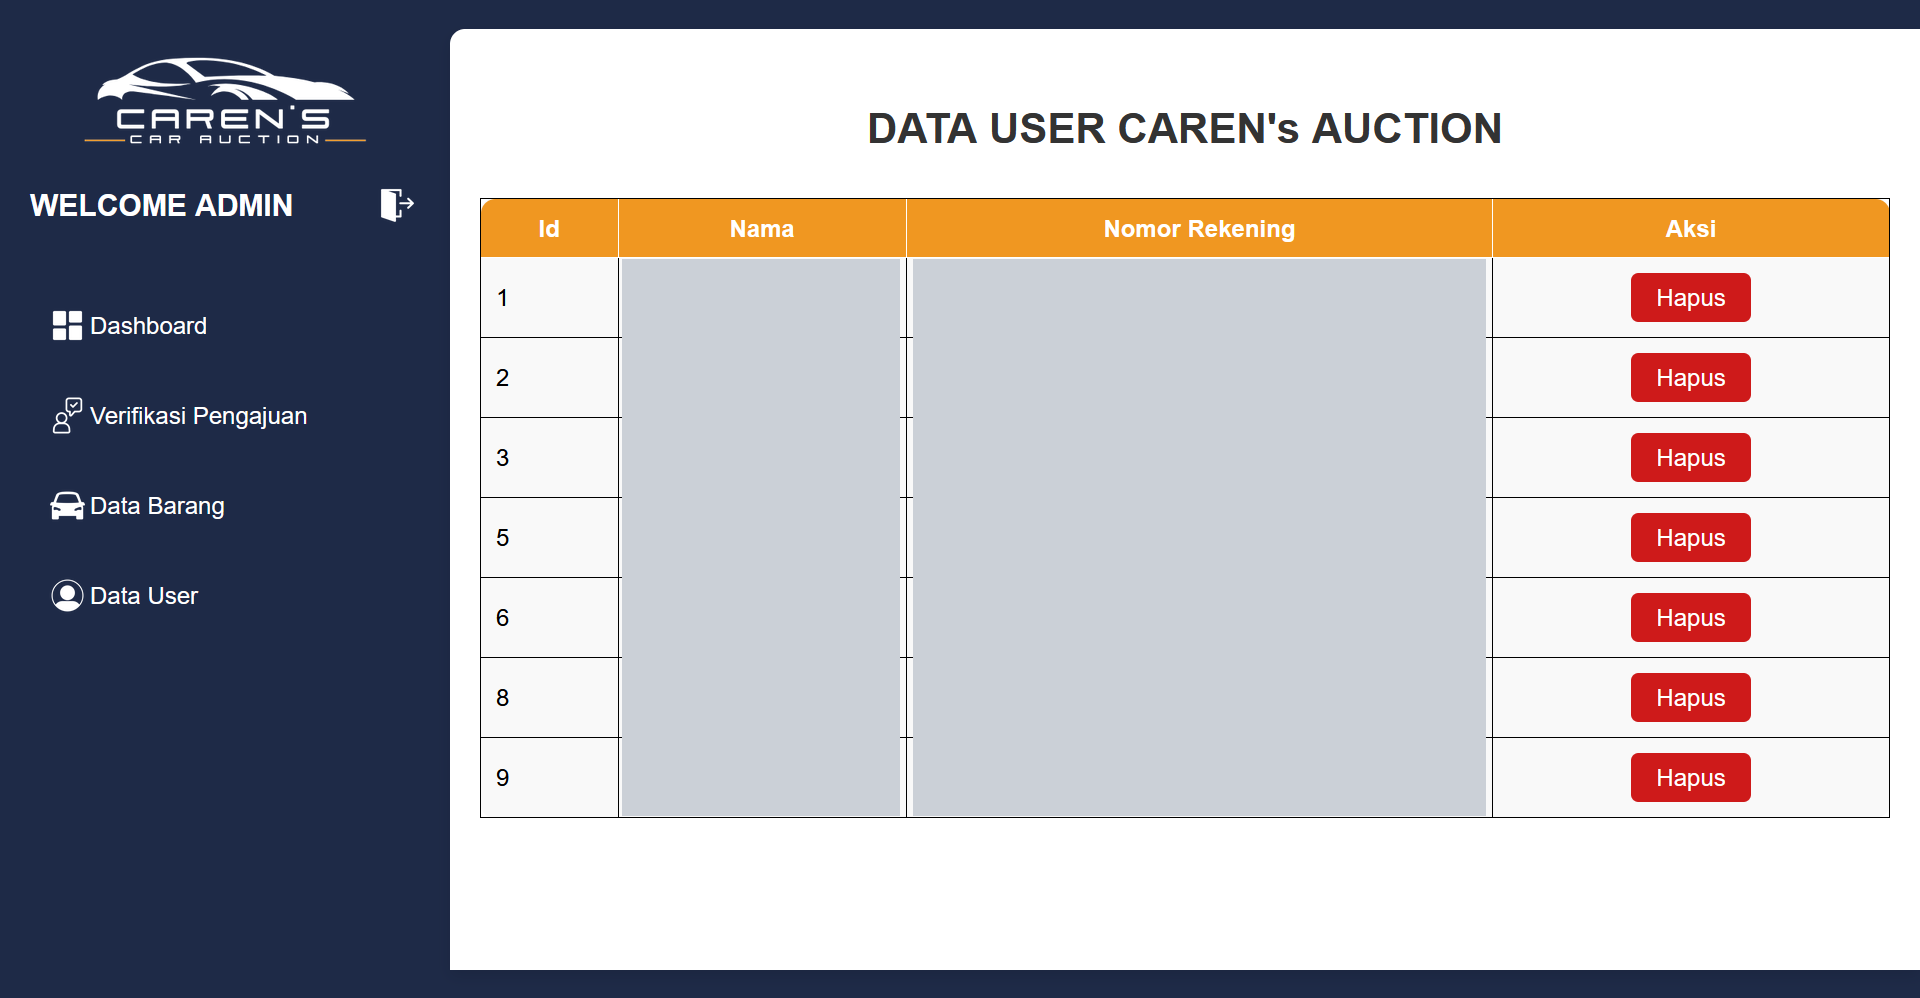 CAREN'S
CAR AUCTION
WELCOME ADMIN
Dashboard
Verifikasi Pengajuan
Data Barang
Data User
DATA USER CAREN's AUCTION
Id Nama Nomor Rekening Aksi
1 Hapus
2 Hapus
3 Hapus
5 Hapus
6 Hapus
8 Hapus
9 Hapus